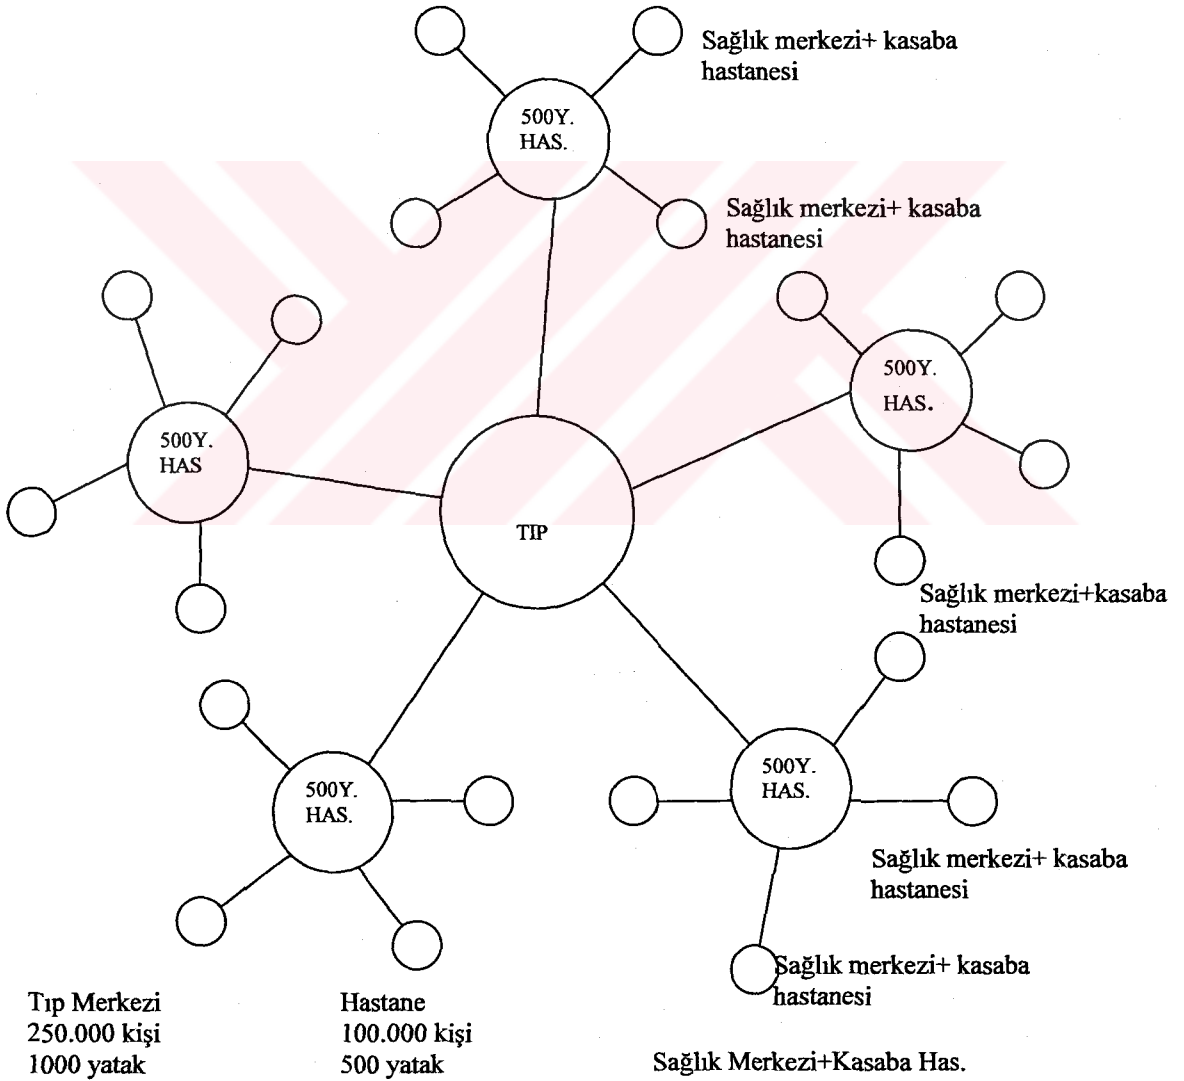 Sağlık merkezi+ kasaba
hastanesi
500Y.
HAS.
Sağlık merkezi+ kasaba
hastanesi
500Y.
HAS.
500Y.
HAS
TIP
Sağlık merkezi+kasaba
hastanesi
500Y.
HAS.
500Y.
HAS.
Sağlık merkezi+ kasaba
hastanesi
Sağlık merkezi+ kasaba
hastanesi
Tıp Merkezi
250.000 kişi
1000 yatak
Hastane
100.000 kişi
500 yatak
Sağlık Merkezi+Kasaba Has.